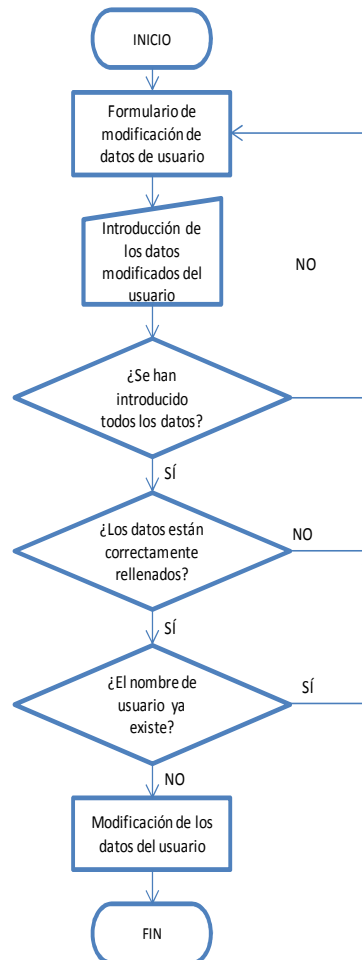 INICIO
Formulario de
modificación de
datos de usuario
Introducción de
los datos
modificados del
usuario
NO
¿Se han
introducido
todos los datos?
SÍ
¿Los datos están
correctamente
rellenados?
NO
SÍ
¿El nombre de
usuario ya
existe?
SÍ
NO
Modificación de los
datos del usuario
FIN